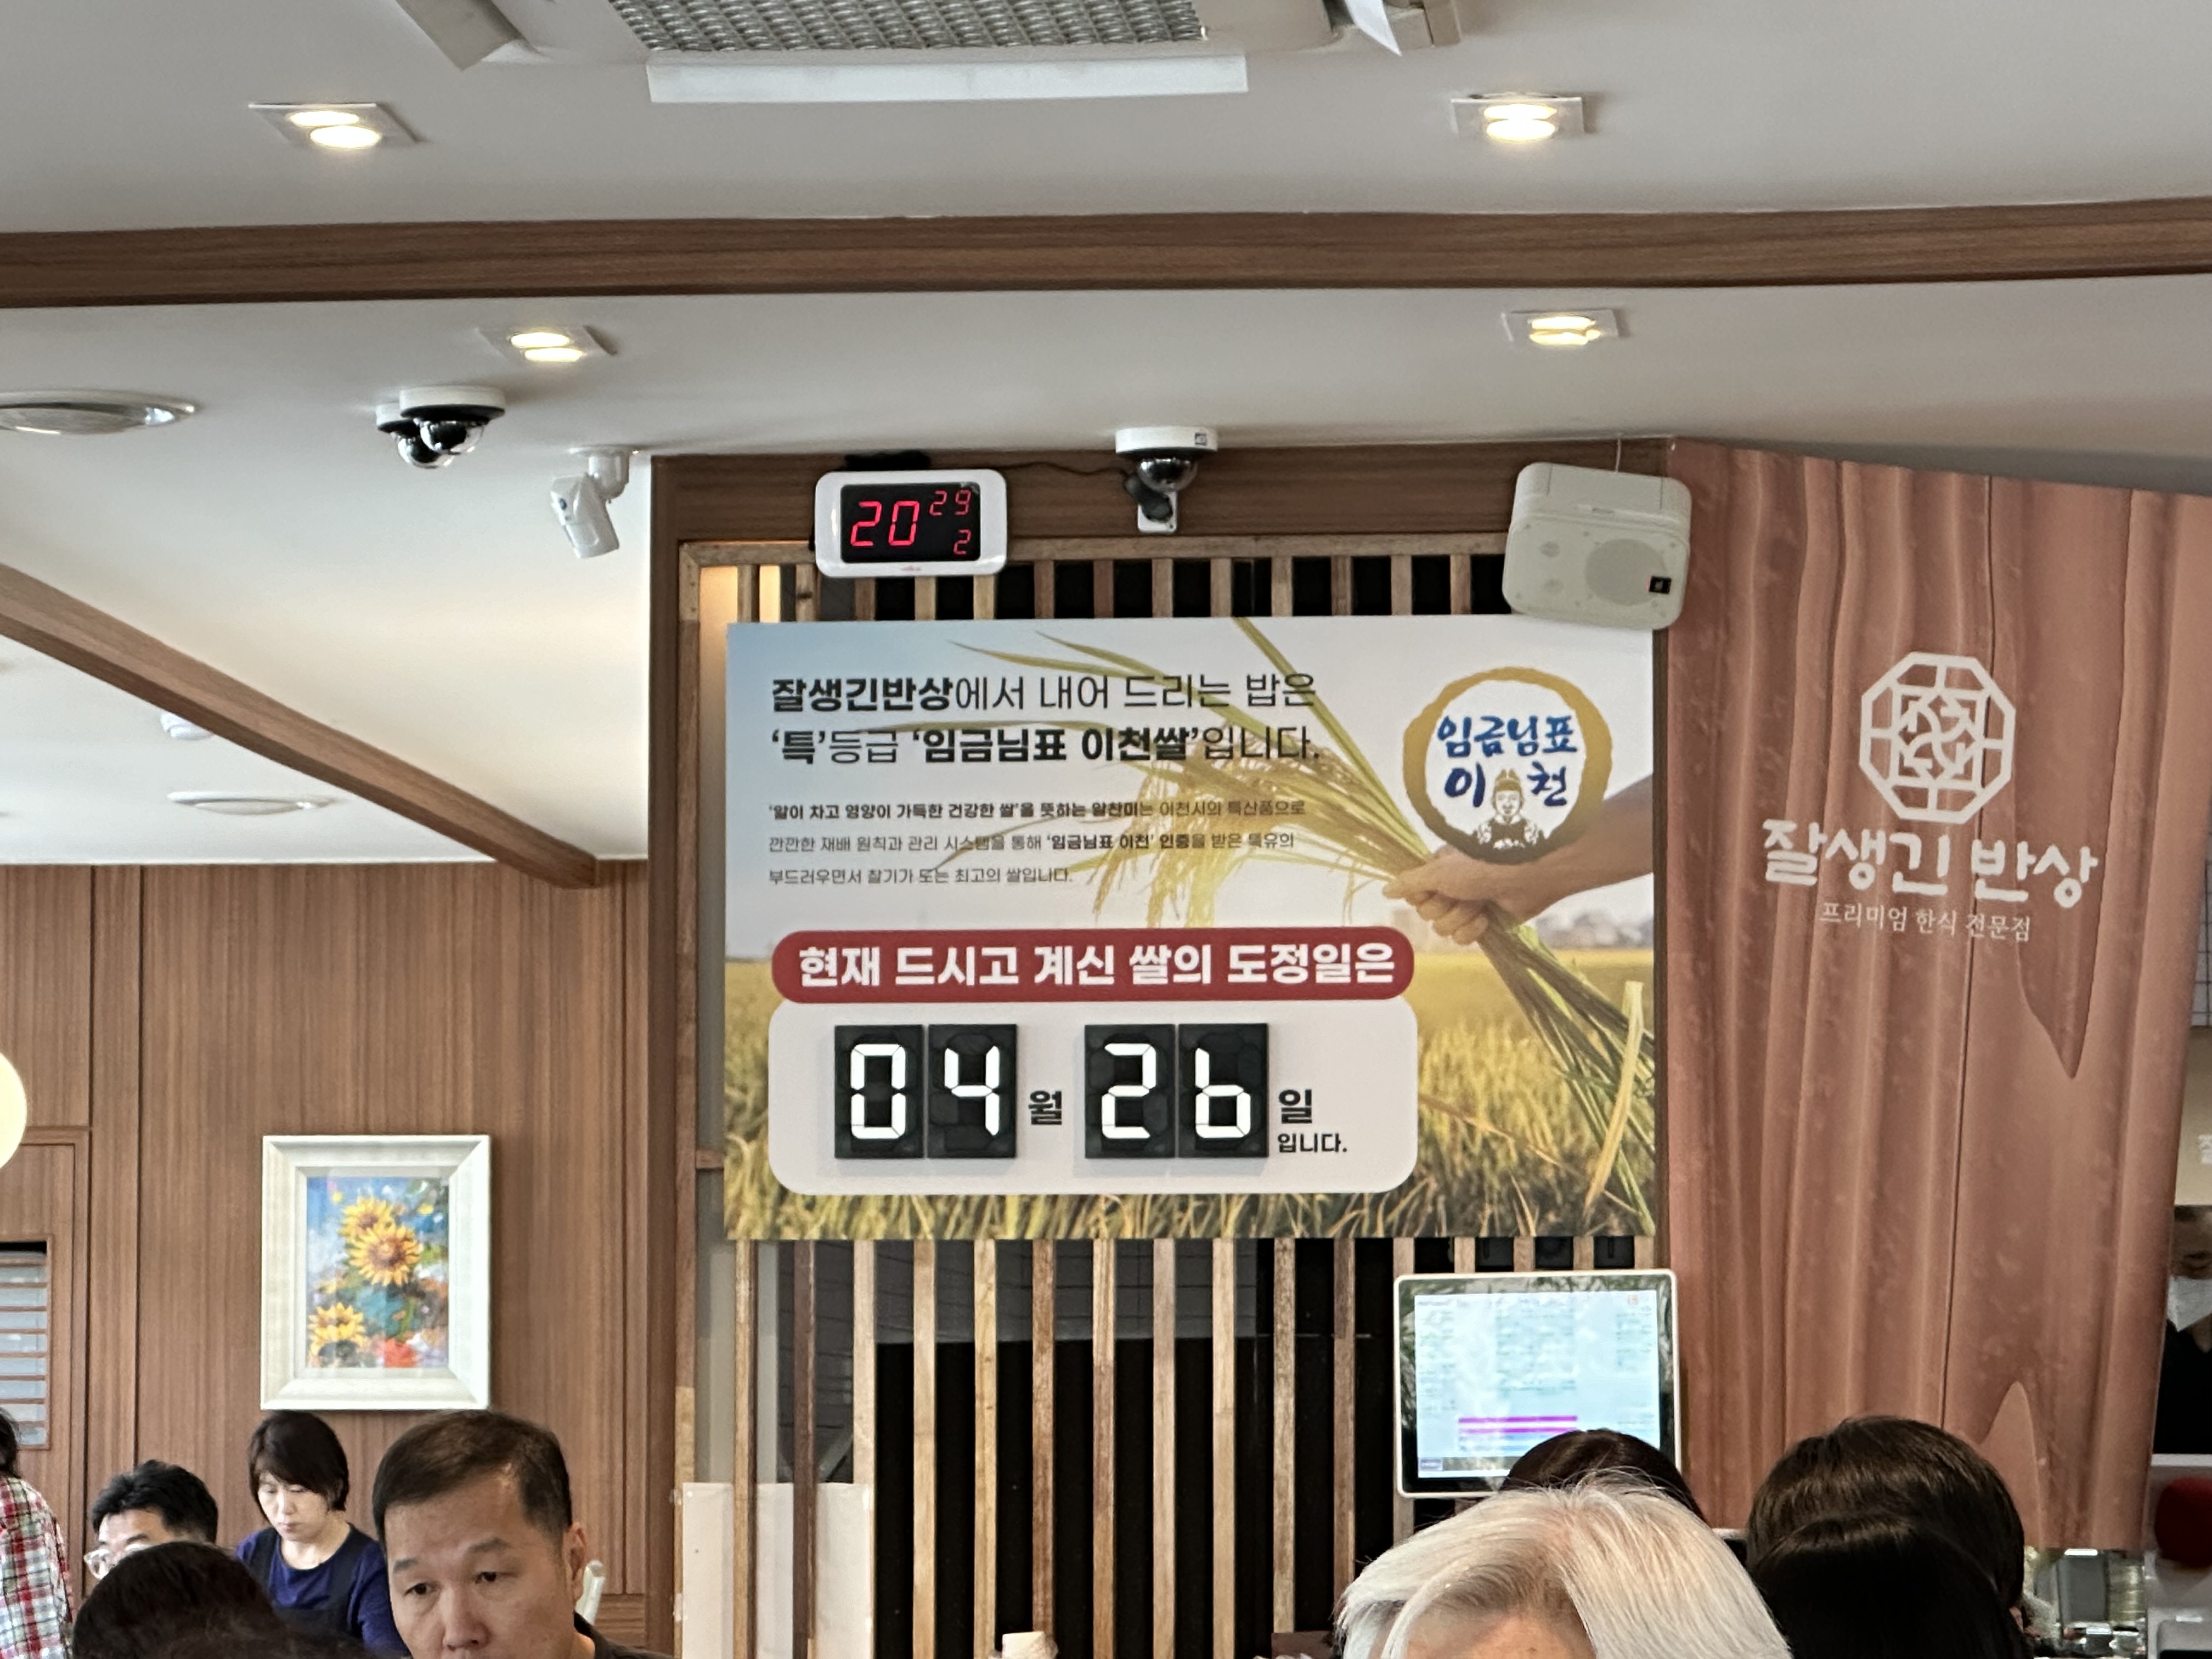 20 29
2
잘생긴반상에서 내어 드리는 밥은
‘특’등급 ‘임금님표 이천쌀’입니다.
‘알이 차고 영양이 가득한 건강한 쌀’을 뜻하는 알찬미는 이천시의 특산품으로
깐깐한 재배 원칙과 관리 시스템을 통해 ‘임금님표 이천’ 인증을 받은 특유의
부드러우면서 찰기가 도는 최고의 쌀입니다.
임금님표
이천
현재 드시고 계신 쌀의 도정일은
04월 26일
입니다.
잘생긴 반상
프리미엄 한식 전문점